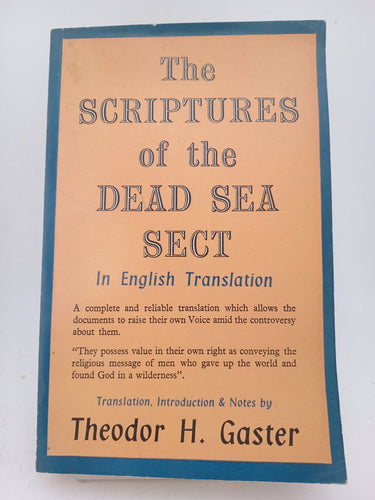 The
SCRIPTURES
of the
DEAD SEA
SECT
In English Translation
A complete and reliable translation which allows the
documents to raise their own Voice amid the controversy
about them.
"They possess value in their own right as conveying the
religious message of men who gave up the world and
found God in a wilderness".
Translation, Introduction & Notes by
Theodor H. Gaster